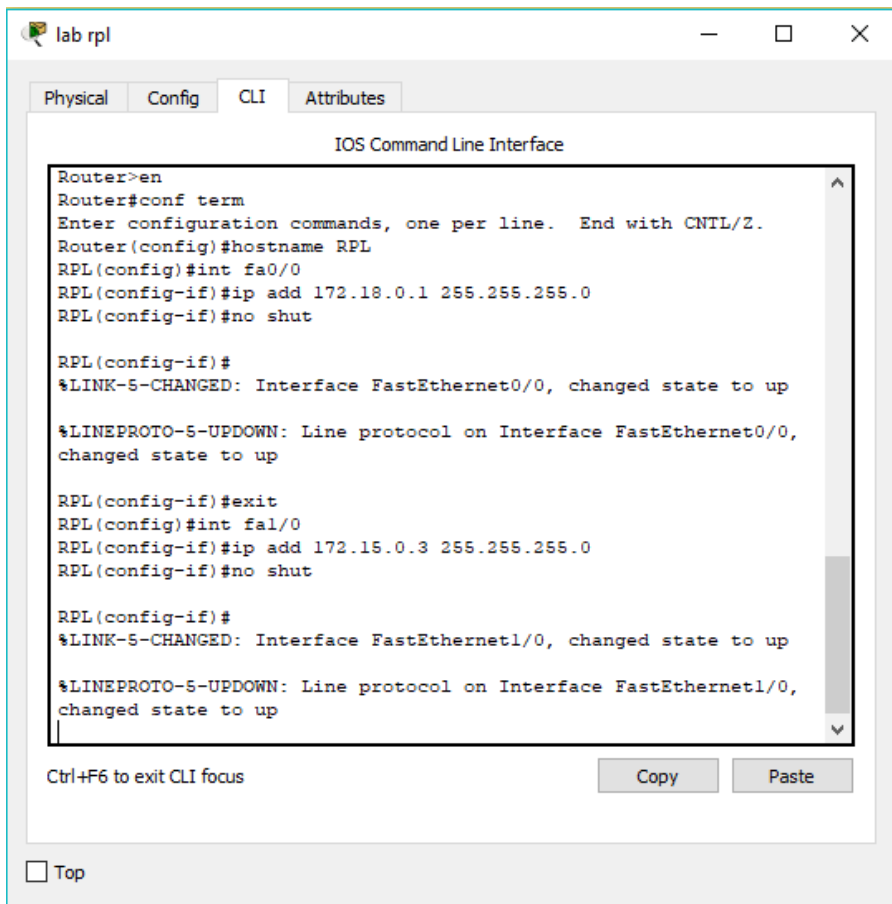 lab rpl
Physical Config CLI Attributes
IOS Command Line Interface
Router>en
Router#conf term
Enter configuration commands, one per line.  End with CNTL/Z.
Router(config)#hostname RPL
RPL(config)#int fa0/0
RPL(config-if)#ip add 172.18.0.1 255.255.255.0
RPL(config-if)#no shut
RPL(config-if)#
%LINK-5-CHANGED: Interface FastEthernet0/0, changed state to up
%LINEPROTO-5-UPDOWN: Line protocol on Interface FastEthernet0/0,
changed state to up
RPL(config-if)#exit
RPL(config)#int fa1/0
RPL(config-if)#ip add 172.15.0.3 255.255.255.0
RPL(config-if)#no shut
RPL(config-if)#
%LINK-5-CHANGED: Interface FastEthernet1/0, changed state to up
%LINEPROTO-5-UPDOWN: Line protocol on Interface FastEthernet1/0,
changed state to up
Ctrl+F6 to exit CLI focus
Copy Paste
Top